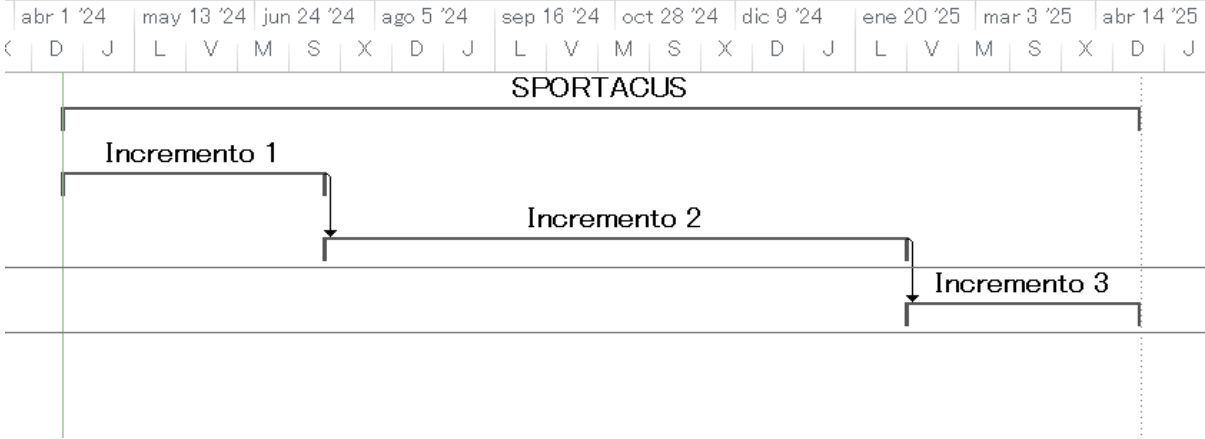 abr 1 '24 may 13 '24 jun 24 '24 ago 5 '24 sep 16 '24 oct 28 '24 dic 9 '24 ene 20 '25 mar 3 '25 abr 14 '25
D J L V M S X D J L V M S X D J L V M S X D J
SPORTACUS
Incremento 1
Incremento 2
Incremento 3